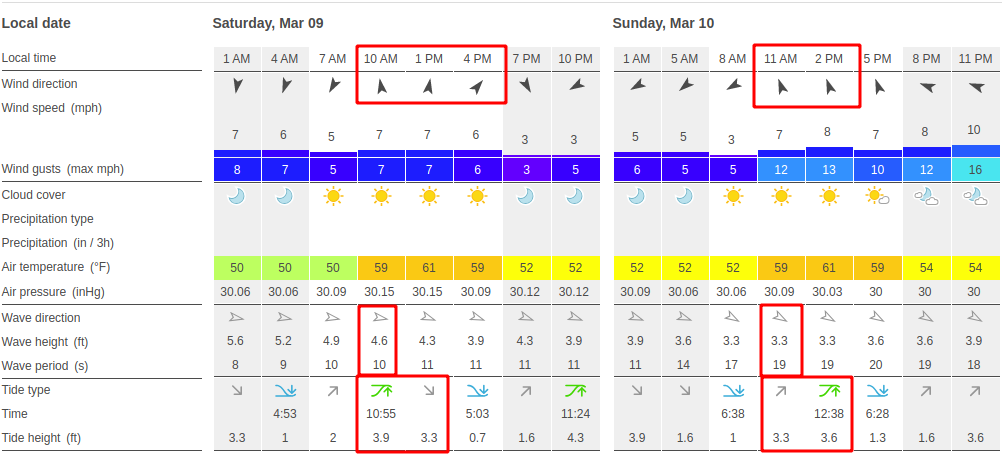 Local date Saturday, Mar 09 Sunday, Mar 10
Local time 1 AM 4 AM 7 AM 10 AM 1 PM 4 PM 7 PM 10 PM 1 AM 5 AM 8 AM 11 AM 2 PM 5 PM 8 PM 11 PM
Wind direction
Wind speed (mph)
7 6 5 7 7 6 3 3 5 5 3 7 8 7 8 10
Wind gusts (max mph) 8 7 5 7 7 6 3 5 6 5 5 12 13 10 12 16
Cloud cover
Precipitation type
Precipitation (in / 3h)
Air temperature (°F) 50 50 50 59 61 59 52 52 52 52 52 59 61 59 54 54
Air pressure (inHg) 30.06 30.06 30.09 30.15 30.15 30.09 30.12 30.12 30.09 30.06 30.06 30.09 30.03 30 30 30
Wave direction
Wave height (ft) 5.6 5.2 4.9 4.6 4.3 3.9 4.3 3.9 3.9 3.6 3.3 3.3 3.3 3.6 3.6 3.9
Wave period (s) 8 9 10 10 11 11 11 11 11 14 17 19 20 20 19 18
Tide type
Time 4:53 10:55 5:03 11:24 6:38 12:38 6:28
Tide height (ft) 3.3 1 2 3.9 3.3 0.7 1.6 4.3 3.9 1.6 1 3.3 3.6 1.3 1.6 3.6